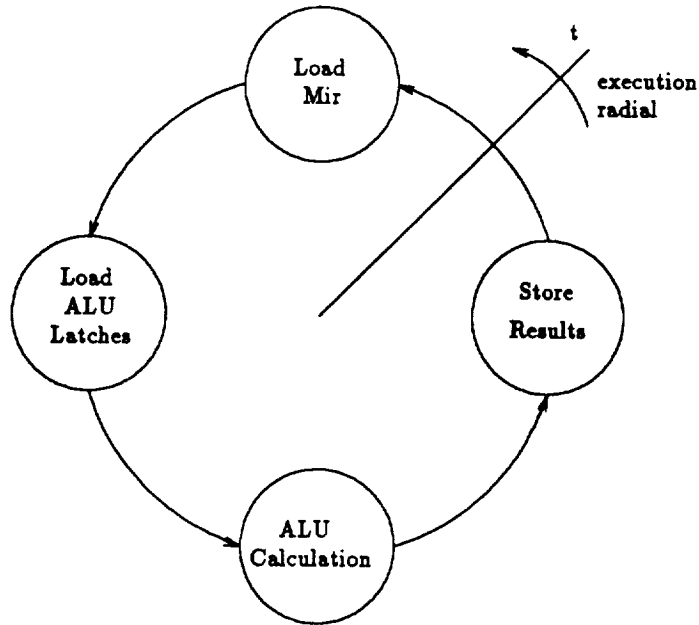 Load
Mir
t
execution
radial
Load
ALU
Latches
Store
Results
ALU
Calculation